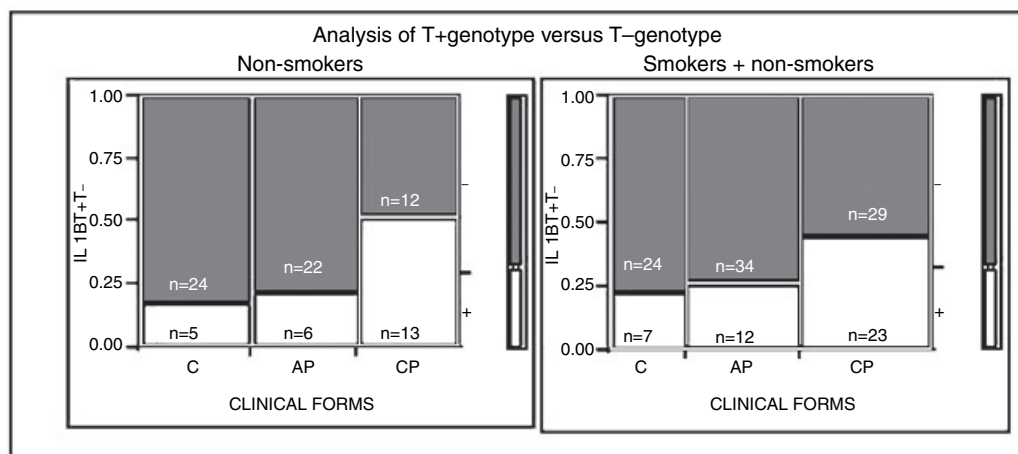 Analysis of T+genotype versus T–genotype
Non-smokers
IL 1BT+T-
1.00
0.75
0.50
0.25
0.00
n=24
n=22
n=12
n=5
n=6
n=13
–
+
C
AP
CP
CLINICAL FORMS
Smokers + non-smokers
IL 1BT+T-
1.00
0.75
0.50
0.25
0.00
n=24
n=34
n=29
n=7
n=12
n=23
–
+
C
AP
CP
CLINICAL FORMS